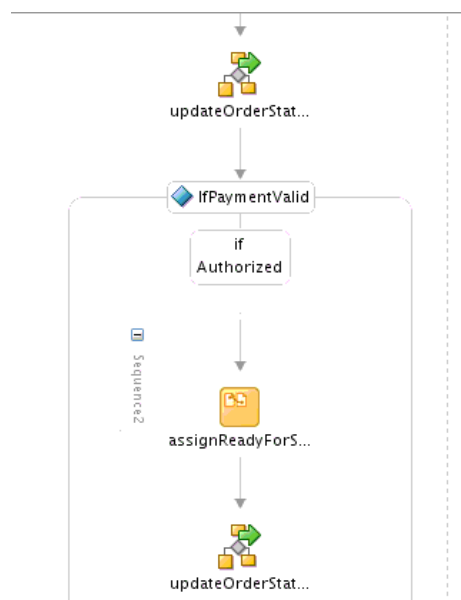 updateOrderStat...
IfPaymentValid
if
Authorized
Sequence2
assignReadyForS...
updateOrderStat...